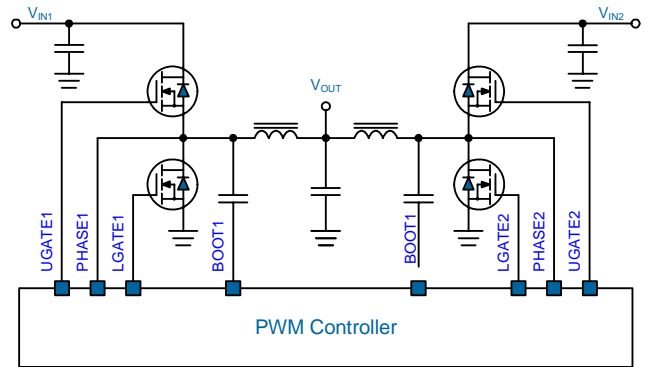 VIN1
VIN2
VOUT
UGATE1
PHASE1
LGATE1
BOOT1
BOOT1
LGATE2
PHASE2
UGATE2
PWM Controller